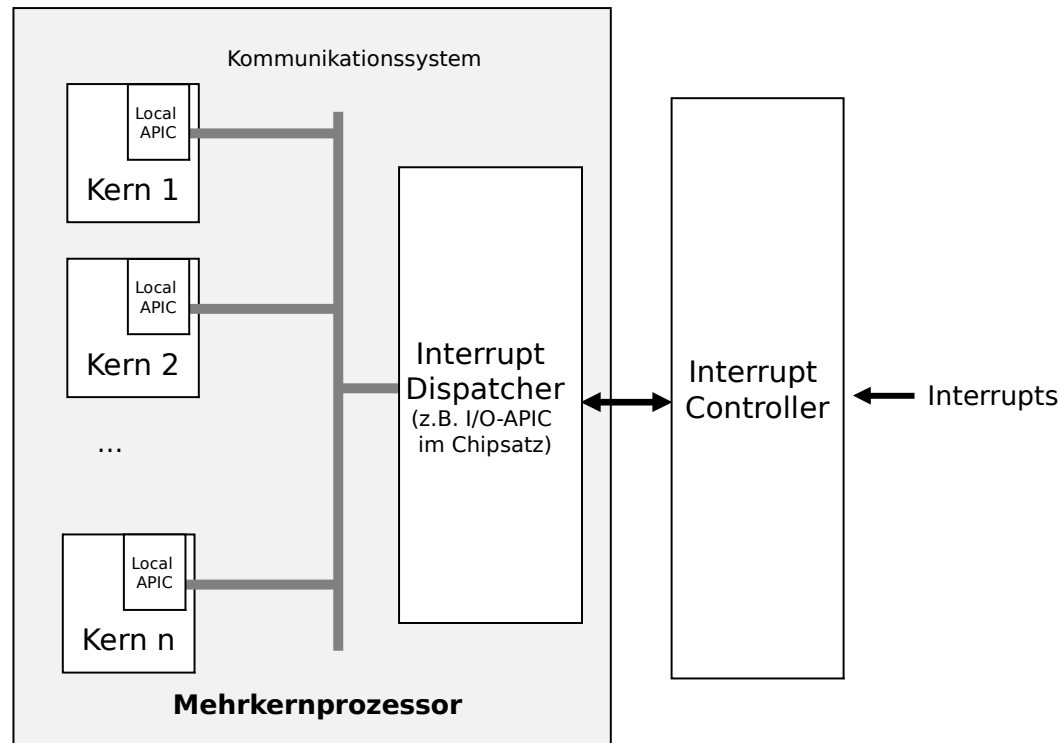 Kommunikationssystem
Local
APIC
Kern 1
Local
APIC
Kern 2
...
Local
APIC
Kern n
Interrupt
Dispatcher
(z.B. I/O-APIC
im Chipsatz)
Interrupt
Controller
Interrupts
Mehrkernprozessor